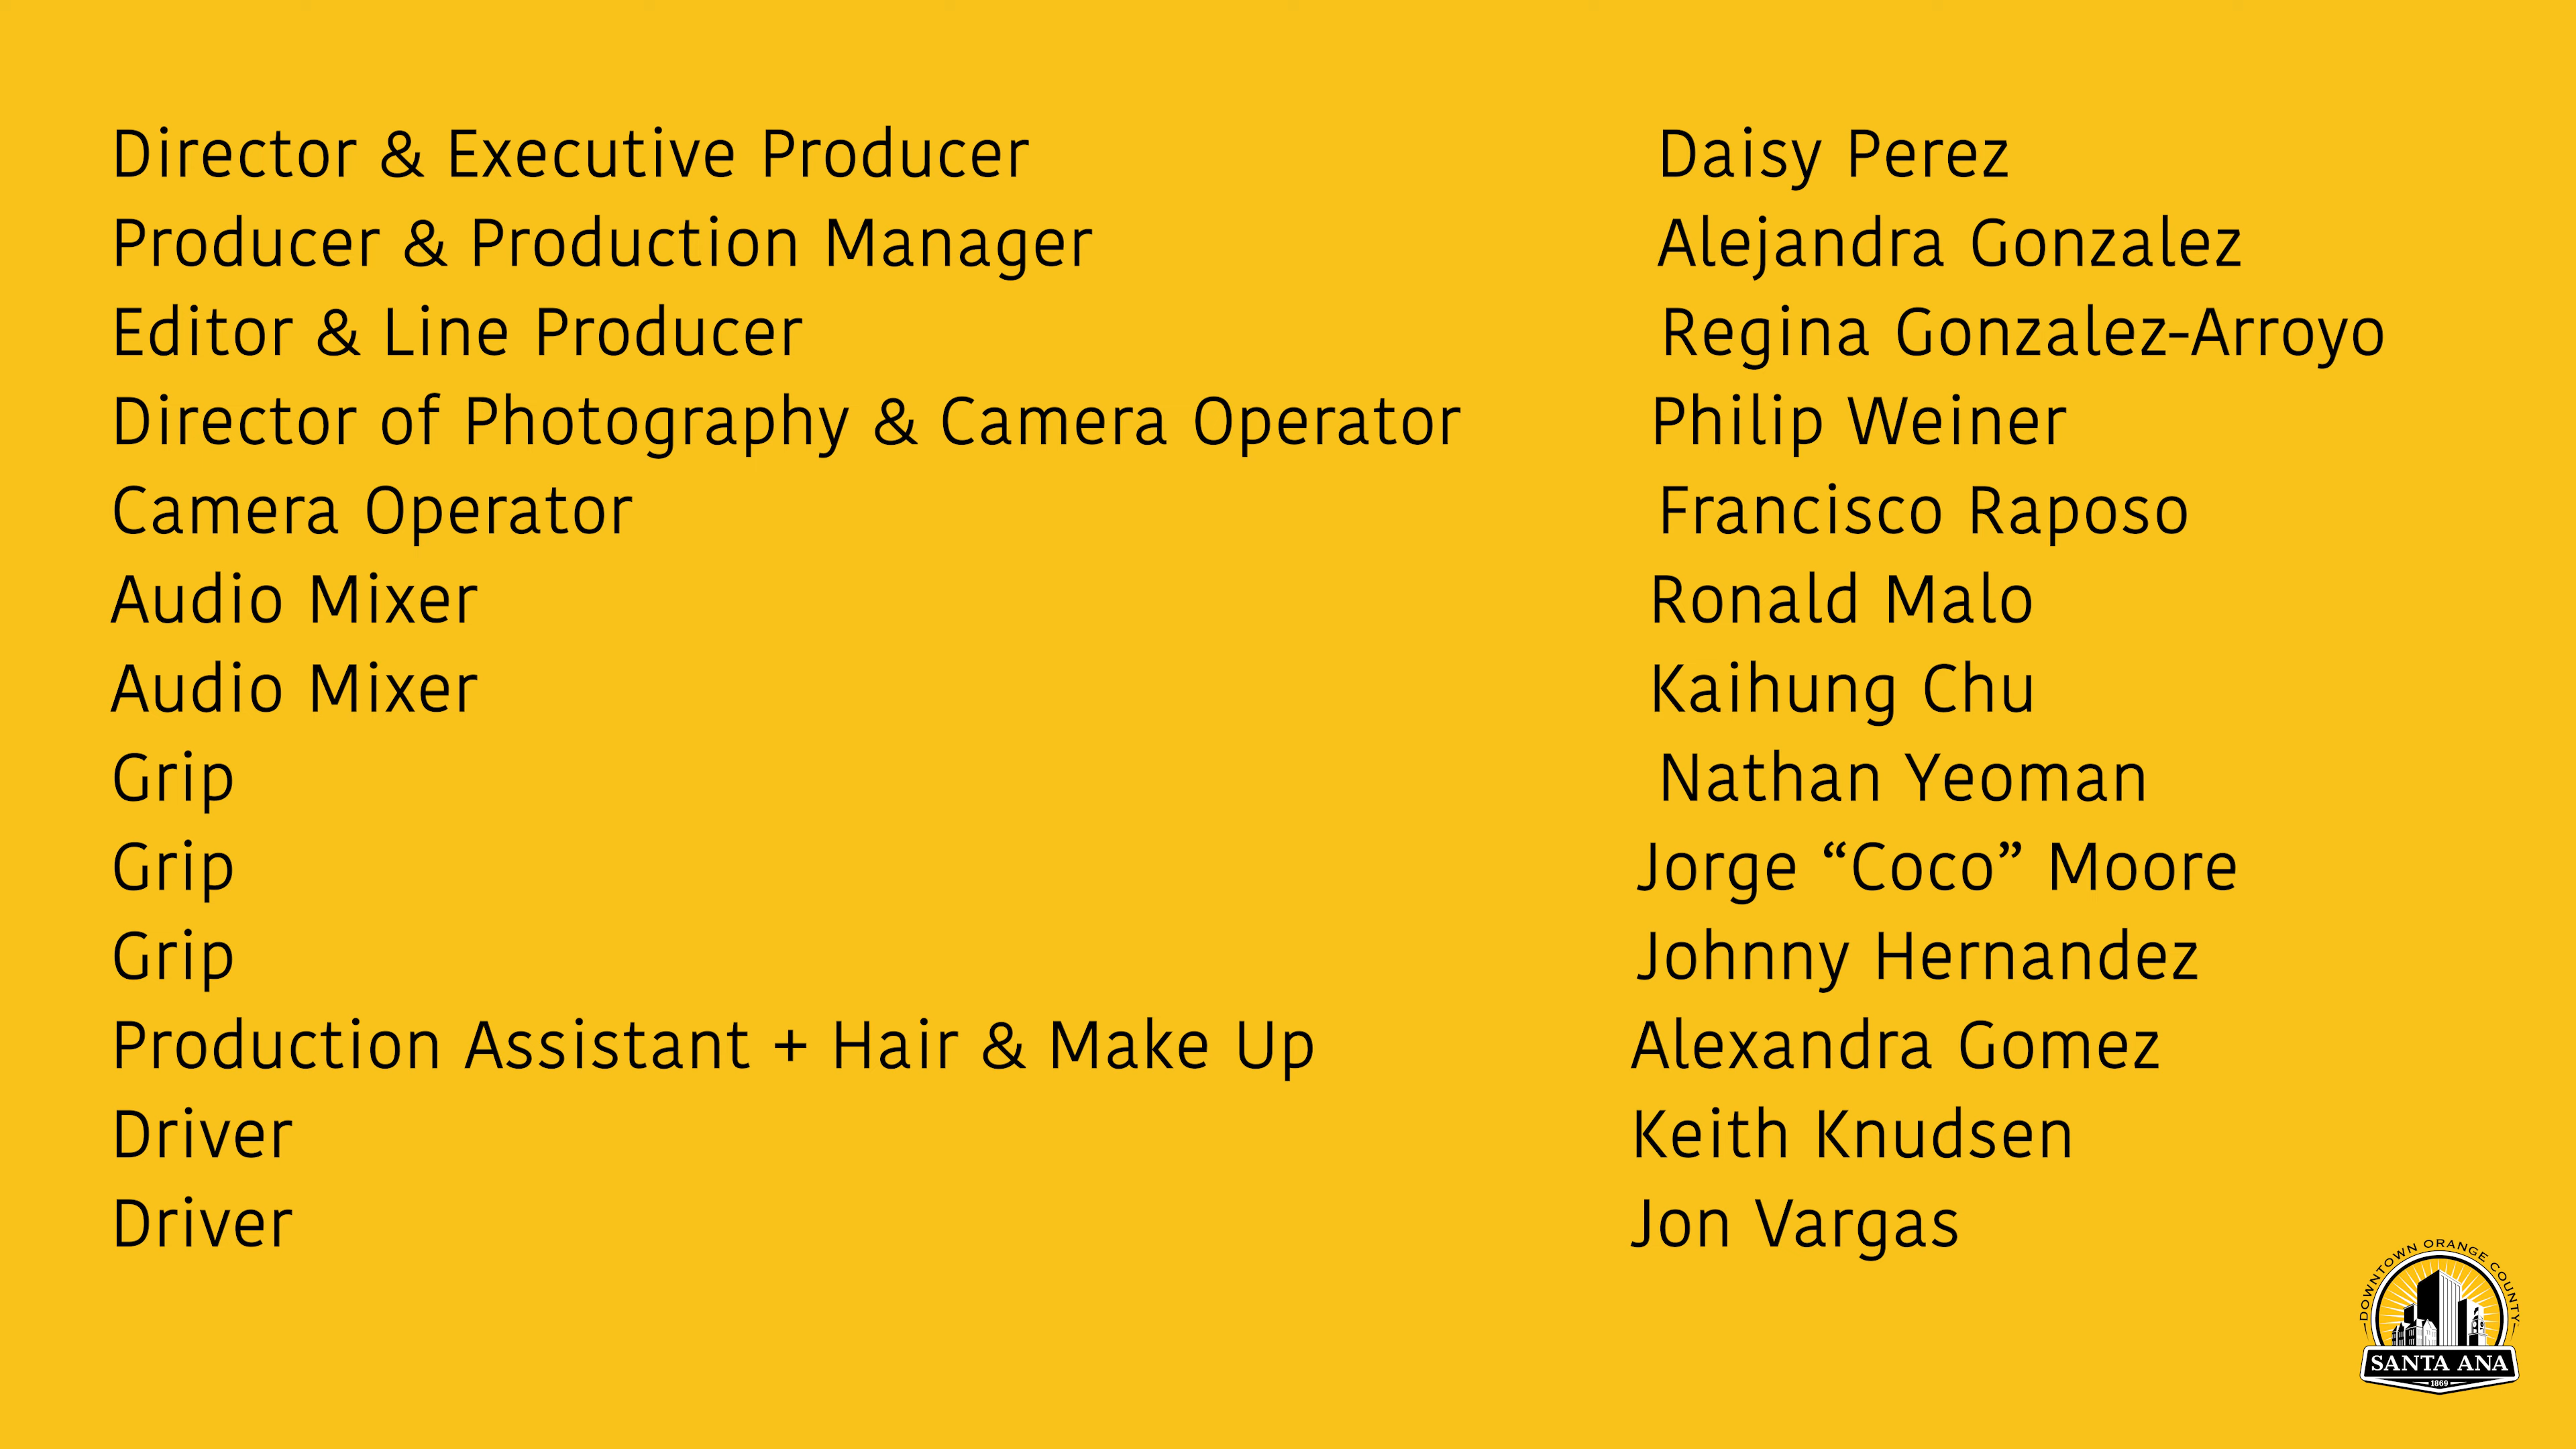 Director & Executive Producer Daisy Perez
Producer & Production Manager Alejandra Gonzalez
Editor & Line Producer Regina Gonzalez-Arroyo
Director of Photography & Camera Operator Philip Weiner
Camera Operator Francisco Raposo
Audio Mixer Ronald Malo
Audio Mixer Kaihung Chu
Grip Nathan Yeoman
Grip Jorge “Coco” Moore
Grip Johnny Hernandez
Production Assistant + Hair & Make Up Alexandra Gomez
Driver Keith Knudsen
Driver Jon Vargas
DOWNTOWN ORANGE COUNTY
SANTA ANA
1869